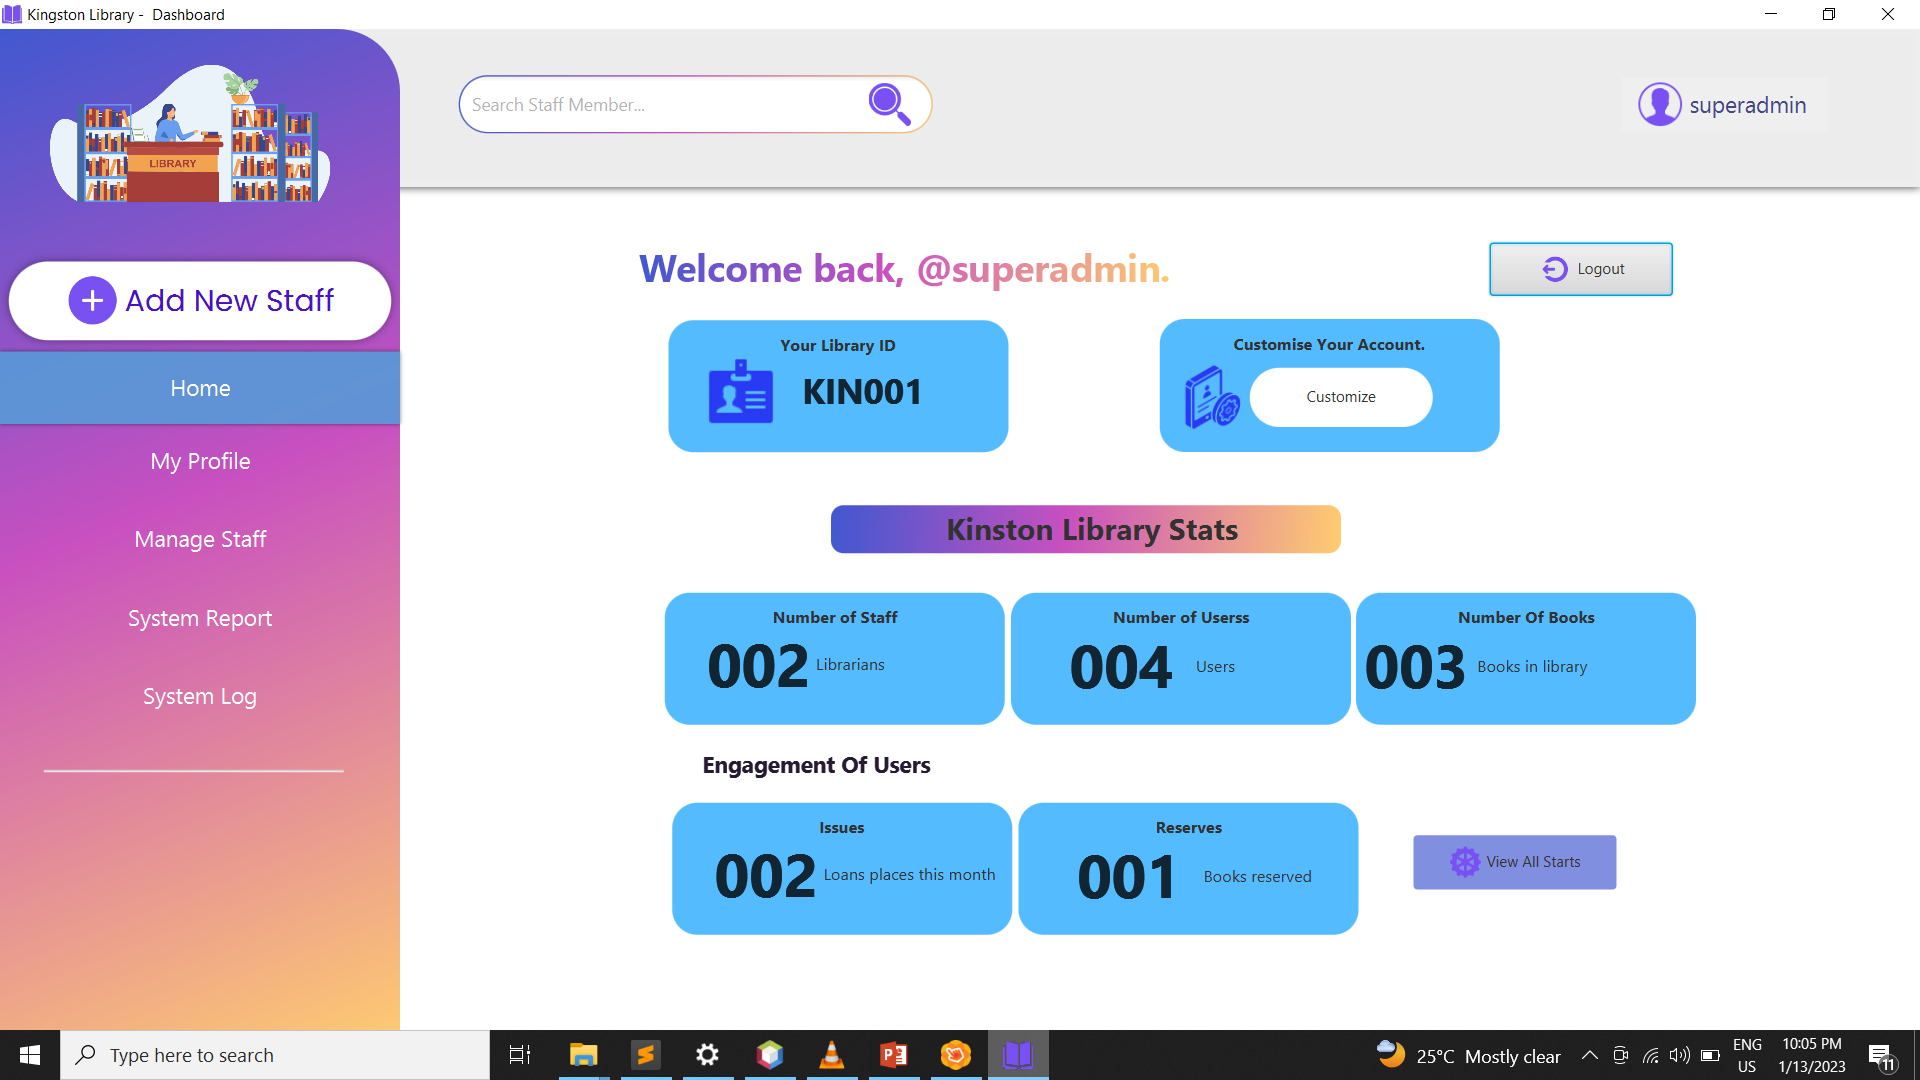 Kingston Library -  Dashboard
LIBRARY
Add New Staff
Home
My Profile
Manage Staff
System Report
System Log
Search Staff Member...
superadmin
Welcome back, @superadmin.
Logout
Your Library ID
KIN001
Customise Your Account.
Customize
Kinston Library Stats
Number of Staff
002 Librarians
Number of Userss
004 Users
Number Of Books
003 Books in library
Engagement Of Users
Issues
002 Loans places this month
Reserves
001 Books reserved
View All Starts
Type here to search
25°C Mostly clear
ENG
US
10:05 PM
1/13/2023
11